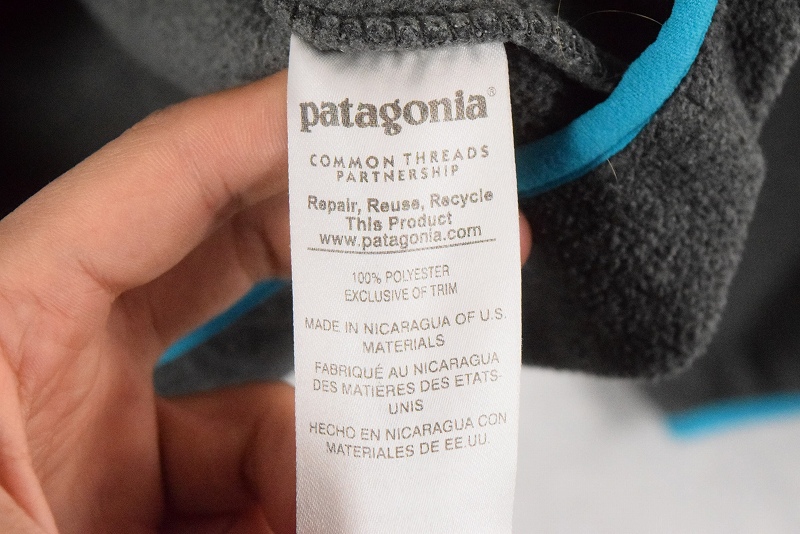 patagonia®
COMMON THREADS
PARTNERSHIP
Repair, Reuse, Recycle
This Product
www.patagonia.com
100% POLYESTER
EXCLUSIVE OF TRIM
MADE IN NICARAGUA OF U.S.
MATERIALS
FABRIQUÉ AU NICARAGUA
DES MATIÈRES DES ETATS-
UNIS
HECHO EN NICARAGUA CON
MATERIALES DE EE.UU.